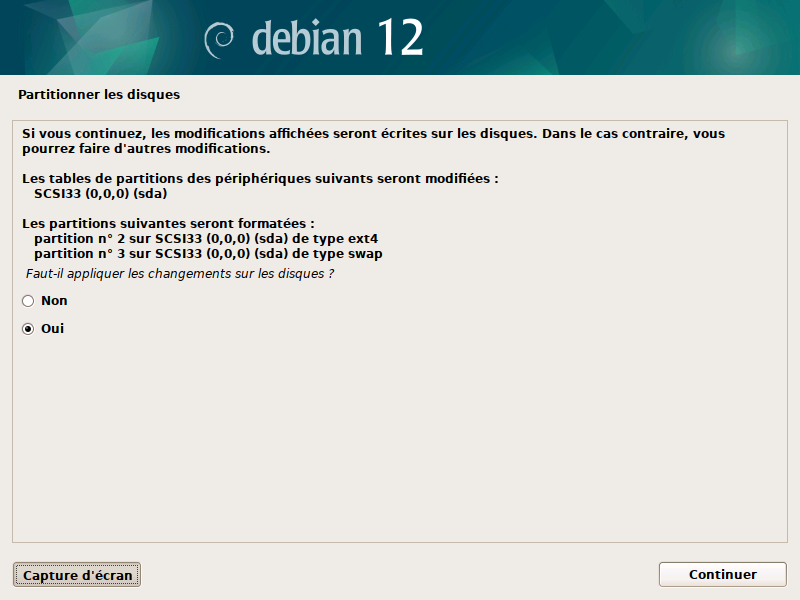 debian 12
Partitionner les disques
Si vous continuez, les modifications affichées seront écrites sur les disques. Dans le cas contraire, vous
pourrez faire d'autres modifications.
Les tables de partitions des périphériques suivants seront modifiées :
SCSI33 (0,0,0) (sda)
Les partitions suivantes seront formatées :
partition n° 2 sur SCSI33 (0,0,0) (sda) de type ext4
partition n° 3 sur SCSI33 (0,0,0) (sda) de type swap
Faut-il appliquer les changements sur les disques ?
Non
Oui
Capture d'écran
Continuer